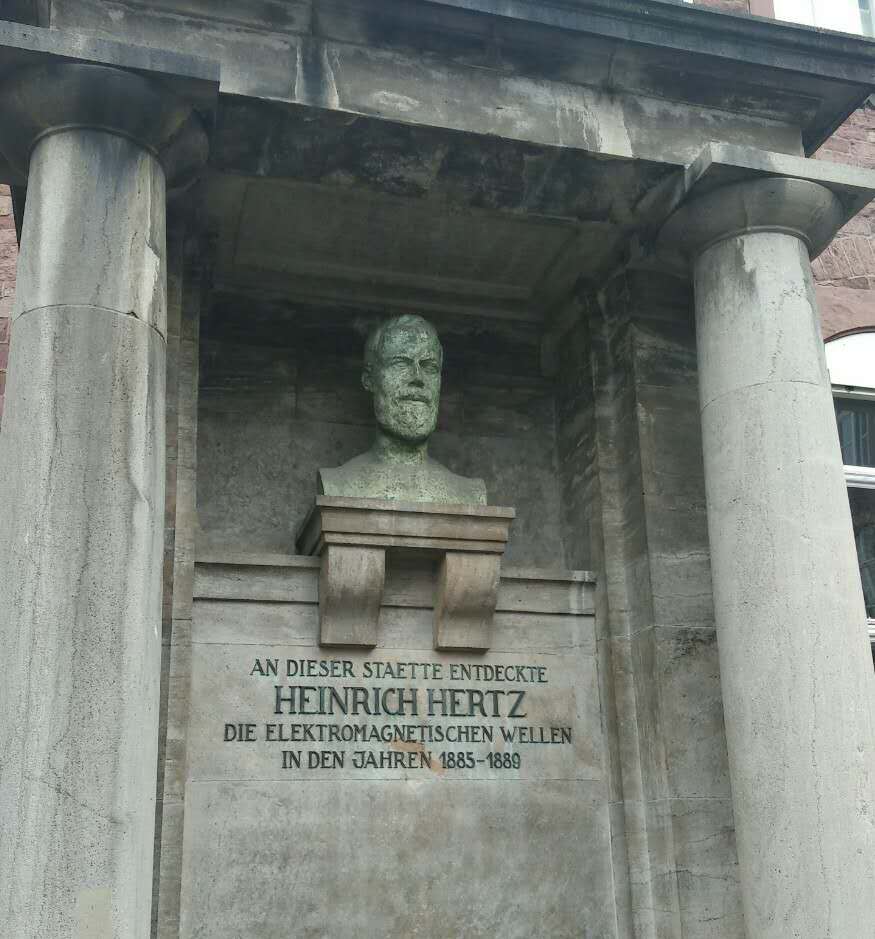 AN DIESER STAETTE ENTDECKTE
HEINRICH HERTZ
DIE ELEKTROMAGNETISCHEN WELLEN
IN DEN JAHREN 1885-1889